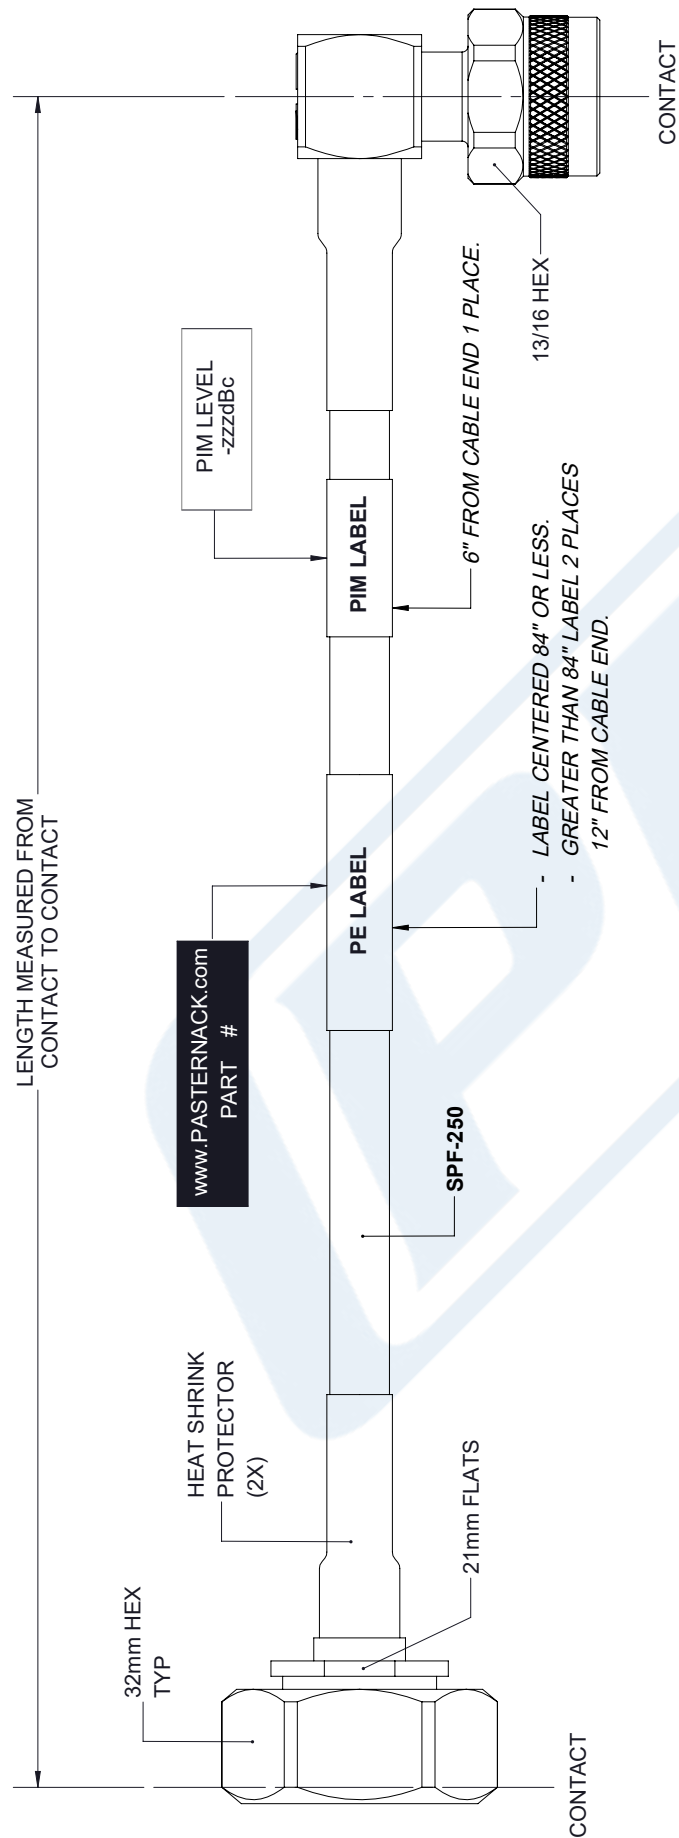 LENGTH MEASURED FROM
CONTACT TO CONTACT
32mm HEX
TYP
HEAT SHRINK
PROTECTOR
(2X)
www.PASTERNACK.com
PART #
PIM LEVEL
-zzzdBc
PE LABEL
PIM LABEL
CONTACT
21mm FLATS
SPF-250
- LABEL CENTERED 84" OR LESS.
- GREATER THAN 84" LABEL 2 PLACES
12" FROM CABLE END.
6" FROM CABLE END 1 PLACE.
13/16 HEX
CONTACT